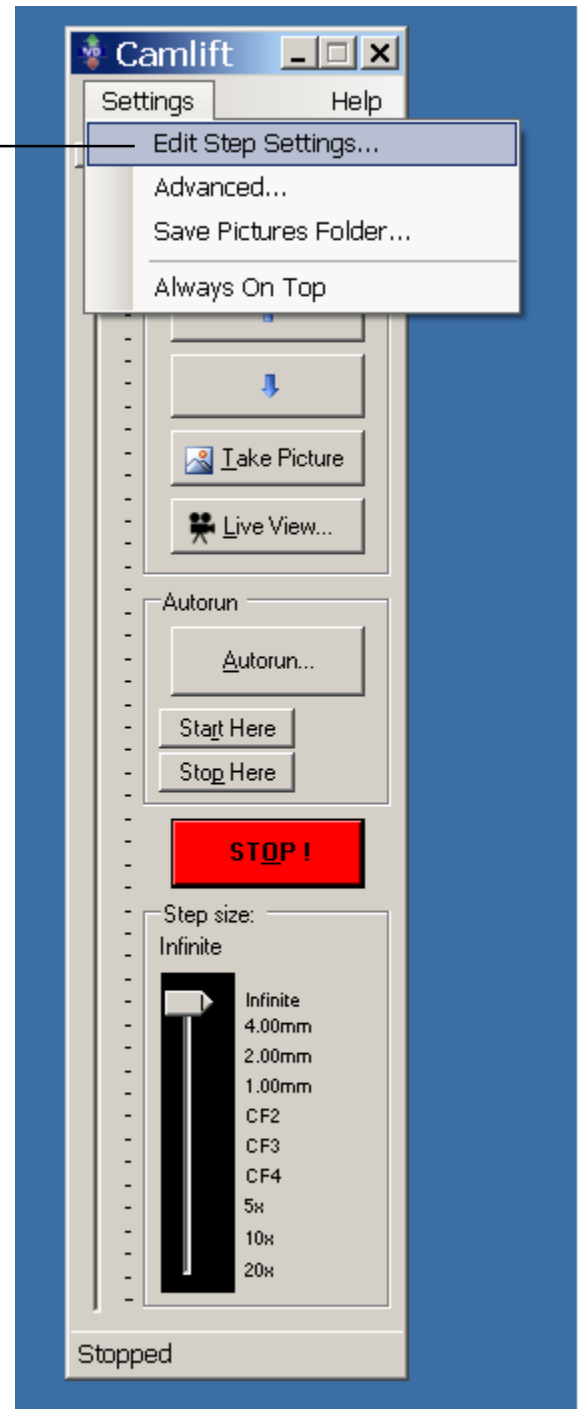 Camlift
Settings Help
Edit Step Settings...
Advanced...
Save Pictures Folder...
Always On Top
Take Picture
Live View...
Autorun
Autorun...
Start Here
Stop Here
STOP !
Step size:
Infinite
Infinite
4.00mm
2.00mm
1.00mm
CF2
CF3
CF4
5x
10x
20x
Stopped